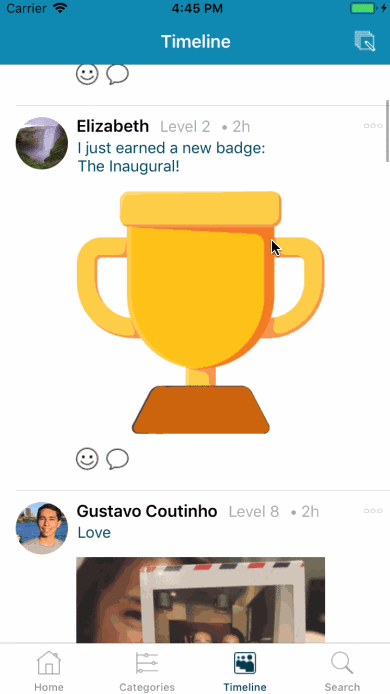 Carrier 4:45 PM
Timeline
Elizabeth Level 2 • 2h
I just earned a new badge:
The Inaugural!
Gustavo Coutinho Level 8 • 2h
Love
Home Categories Timeline Search